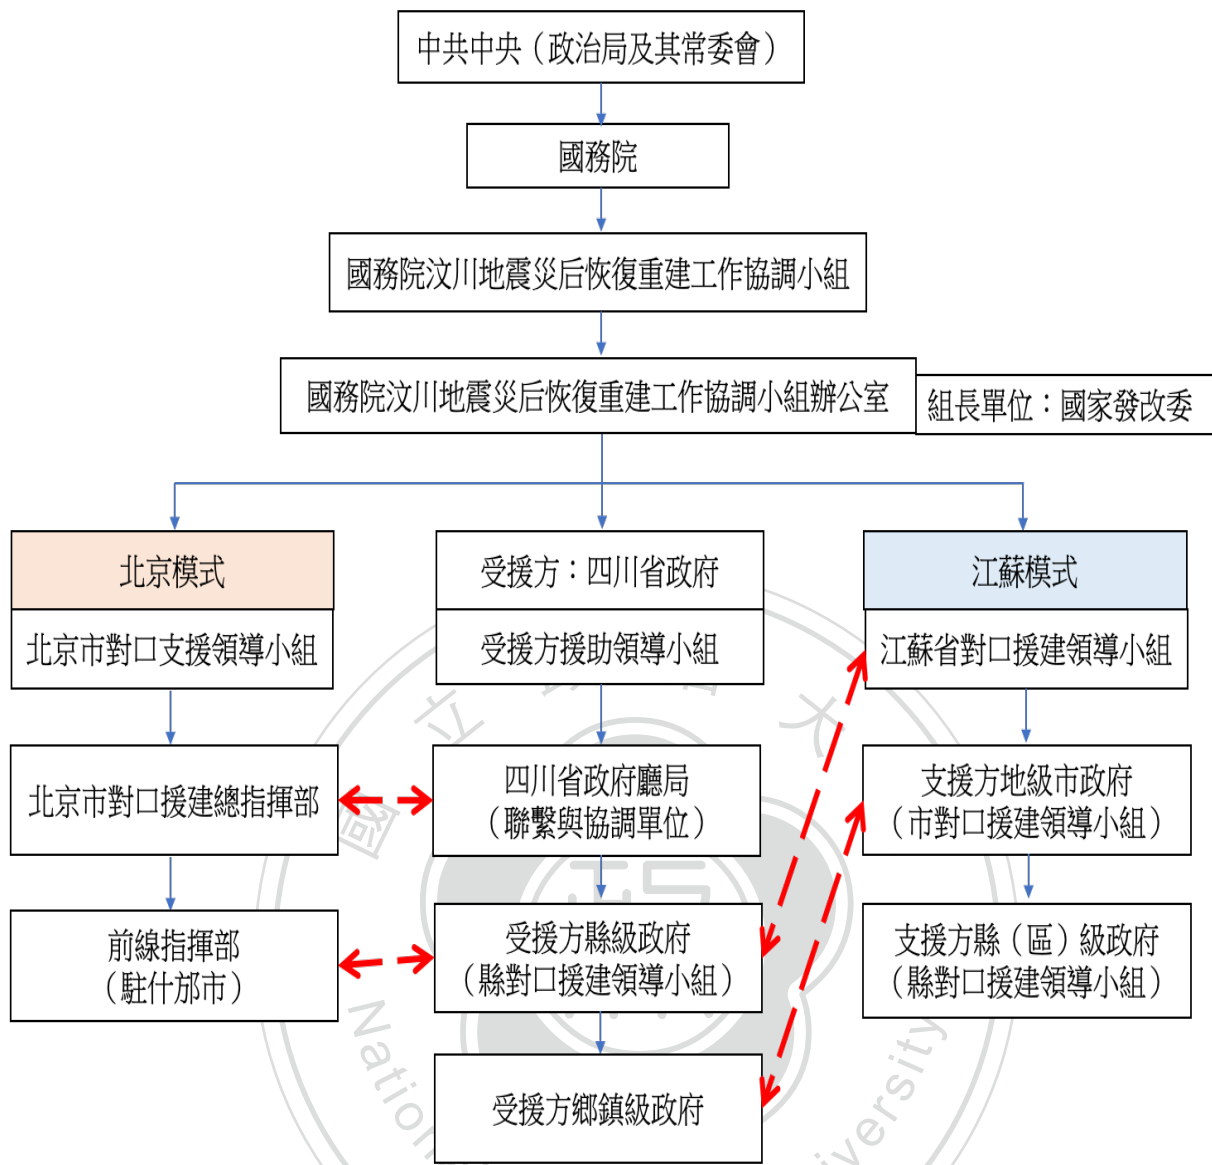 中共中央（政治局及其常委會）
國務院
國務院汶川地震災后恢復重建工作協調小組
國務院汶川地震災后恢復重建工作協調小組辦公室
組長單位：國家發改委
北京模式
北京市對口支援領導小組
北京市對口援建總指揮部
前線指揮部
（駐什邡市）
受援方：四川省政府
受援方援助領導小組
四川省政府廳局
（聯繫與協調單位）
受援方縣級政府
（縣對口援建領導小組）
受援方鄉鎮級政府
江蘇模式
江蘇省對口援建領導小組
支援方地級市政府
（市對口援建領導小組）
支援方縣（區）級政府
（縣對口援建領導小組）
國立
大